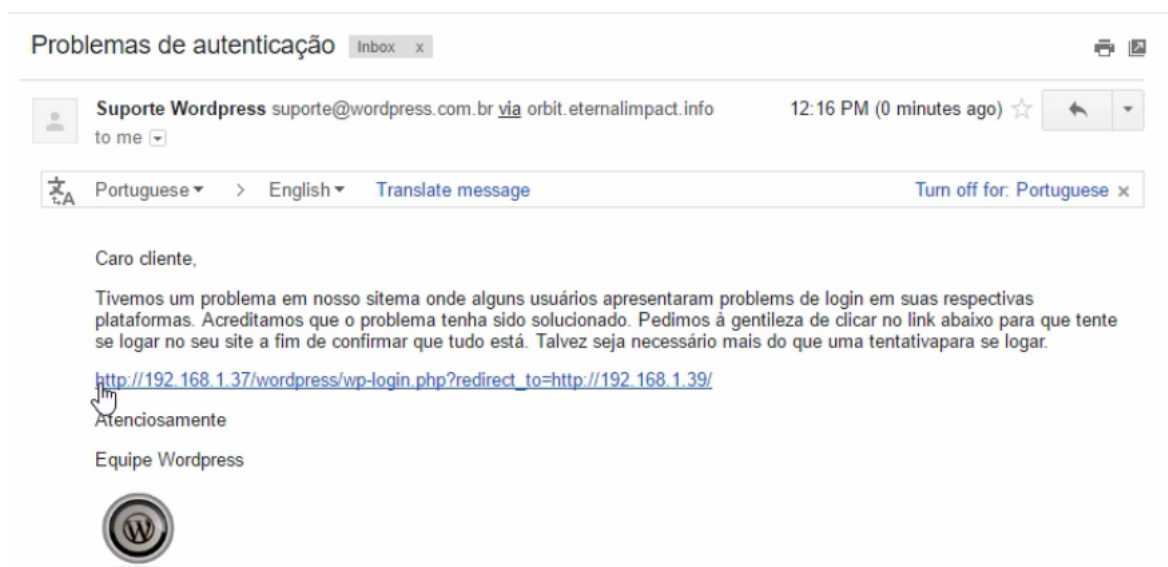 Problemas de autenticação Inbox x
Suporte Wordpress suporte@wordpress.com.br via orbit.eternalimpact.info 12:16 PM (0 minutes ago)
to me
Portuguese > English Translate message Turn off for: Portuguese x
Caro cliente,
Tivemos um problema em nosso sitema onde alguns usuários apresentaram problems de login em suas respectivas
plataformas. Acreditamos que o problema tenha sido solucionado. Pedimos à gentileza de clicar no link abaixo para que tente
se logar no seu site a fim de confirmar que tudo está. Talvez seja necessário mais do que uma tentativapara se logar.
http://192.168.1.37/wordpress/wp-login.php?redirect_to=http://192.168.1.39/
Atenciosamente
Equipe Wordpress
W